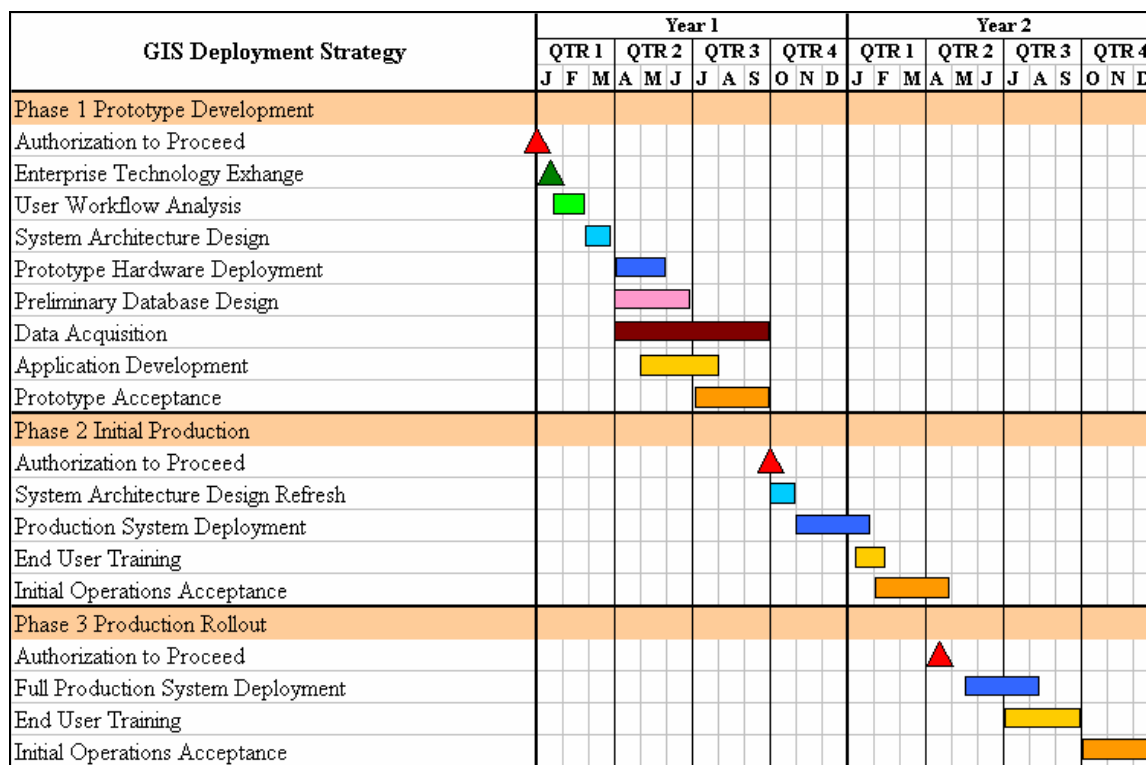 Year 1 Year 2
GIS Deployment Strategy
QTR 1 QTR 2 QTR 3 QTR 4 QTR 1 QTR 2 QTR 3 QTR 4
J F M A M J J A S O N D J F M A M J J A S O N D
Phase 1 Prototype Development
Authorization to Proceed
Enterprise Technology Exhange
User Workflow Analysis
System Architecture Design
Prototype Hardware Deployment
Preliminary Database Design
Data Acquisition
Application Development
Prototype Acceptance
Phase 2 Initial Production
Authorization to Proceed
System Architecture Design Refresh
Production System Deployment
End User Training
Initial Operations Acceptance
Phase 3 Production Rollout
Authorization to Proceed
Full Production System Deployment
End User Training
Initial Operations Acceptance